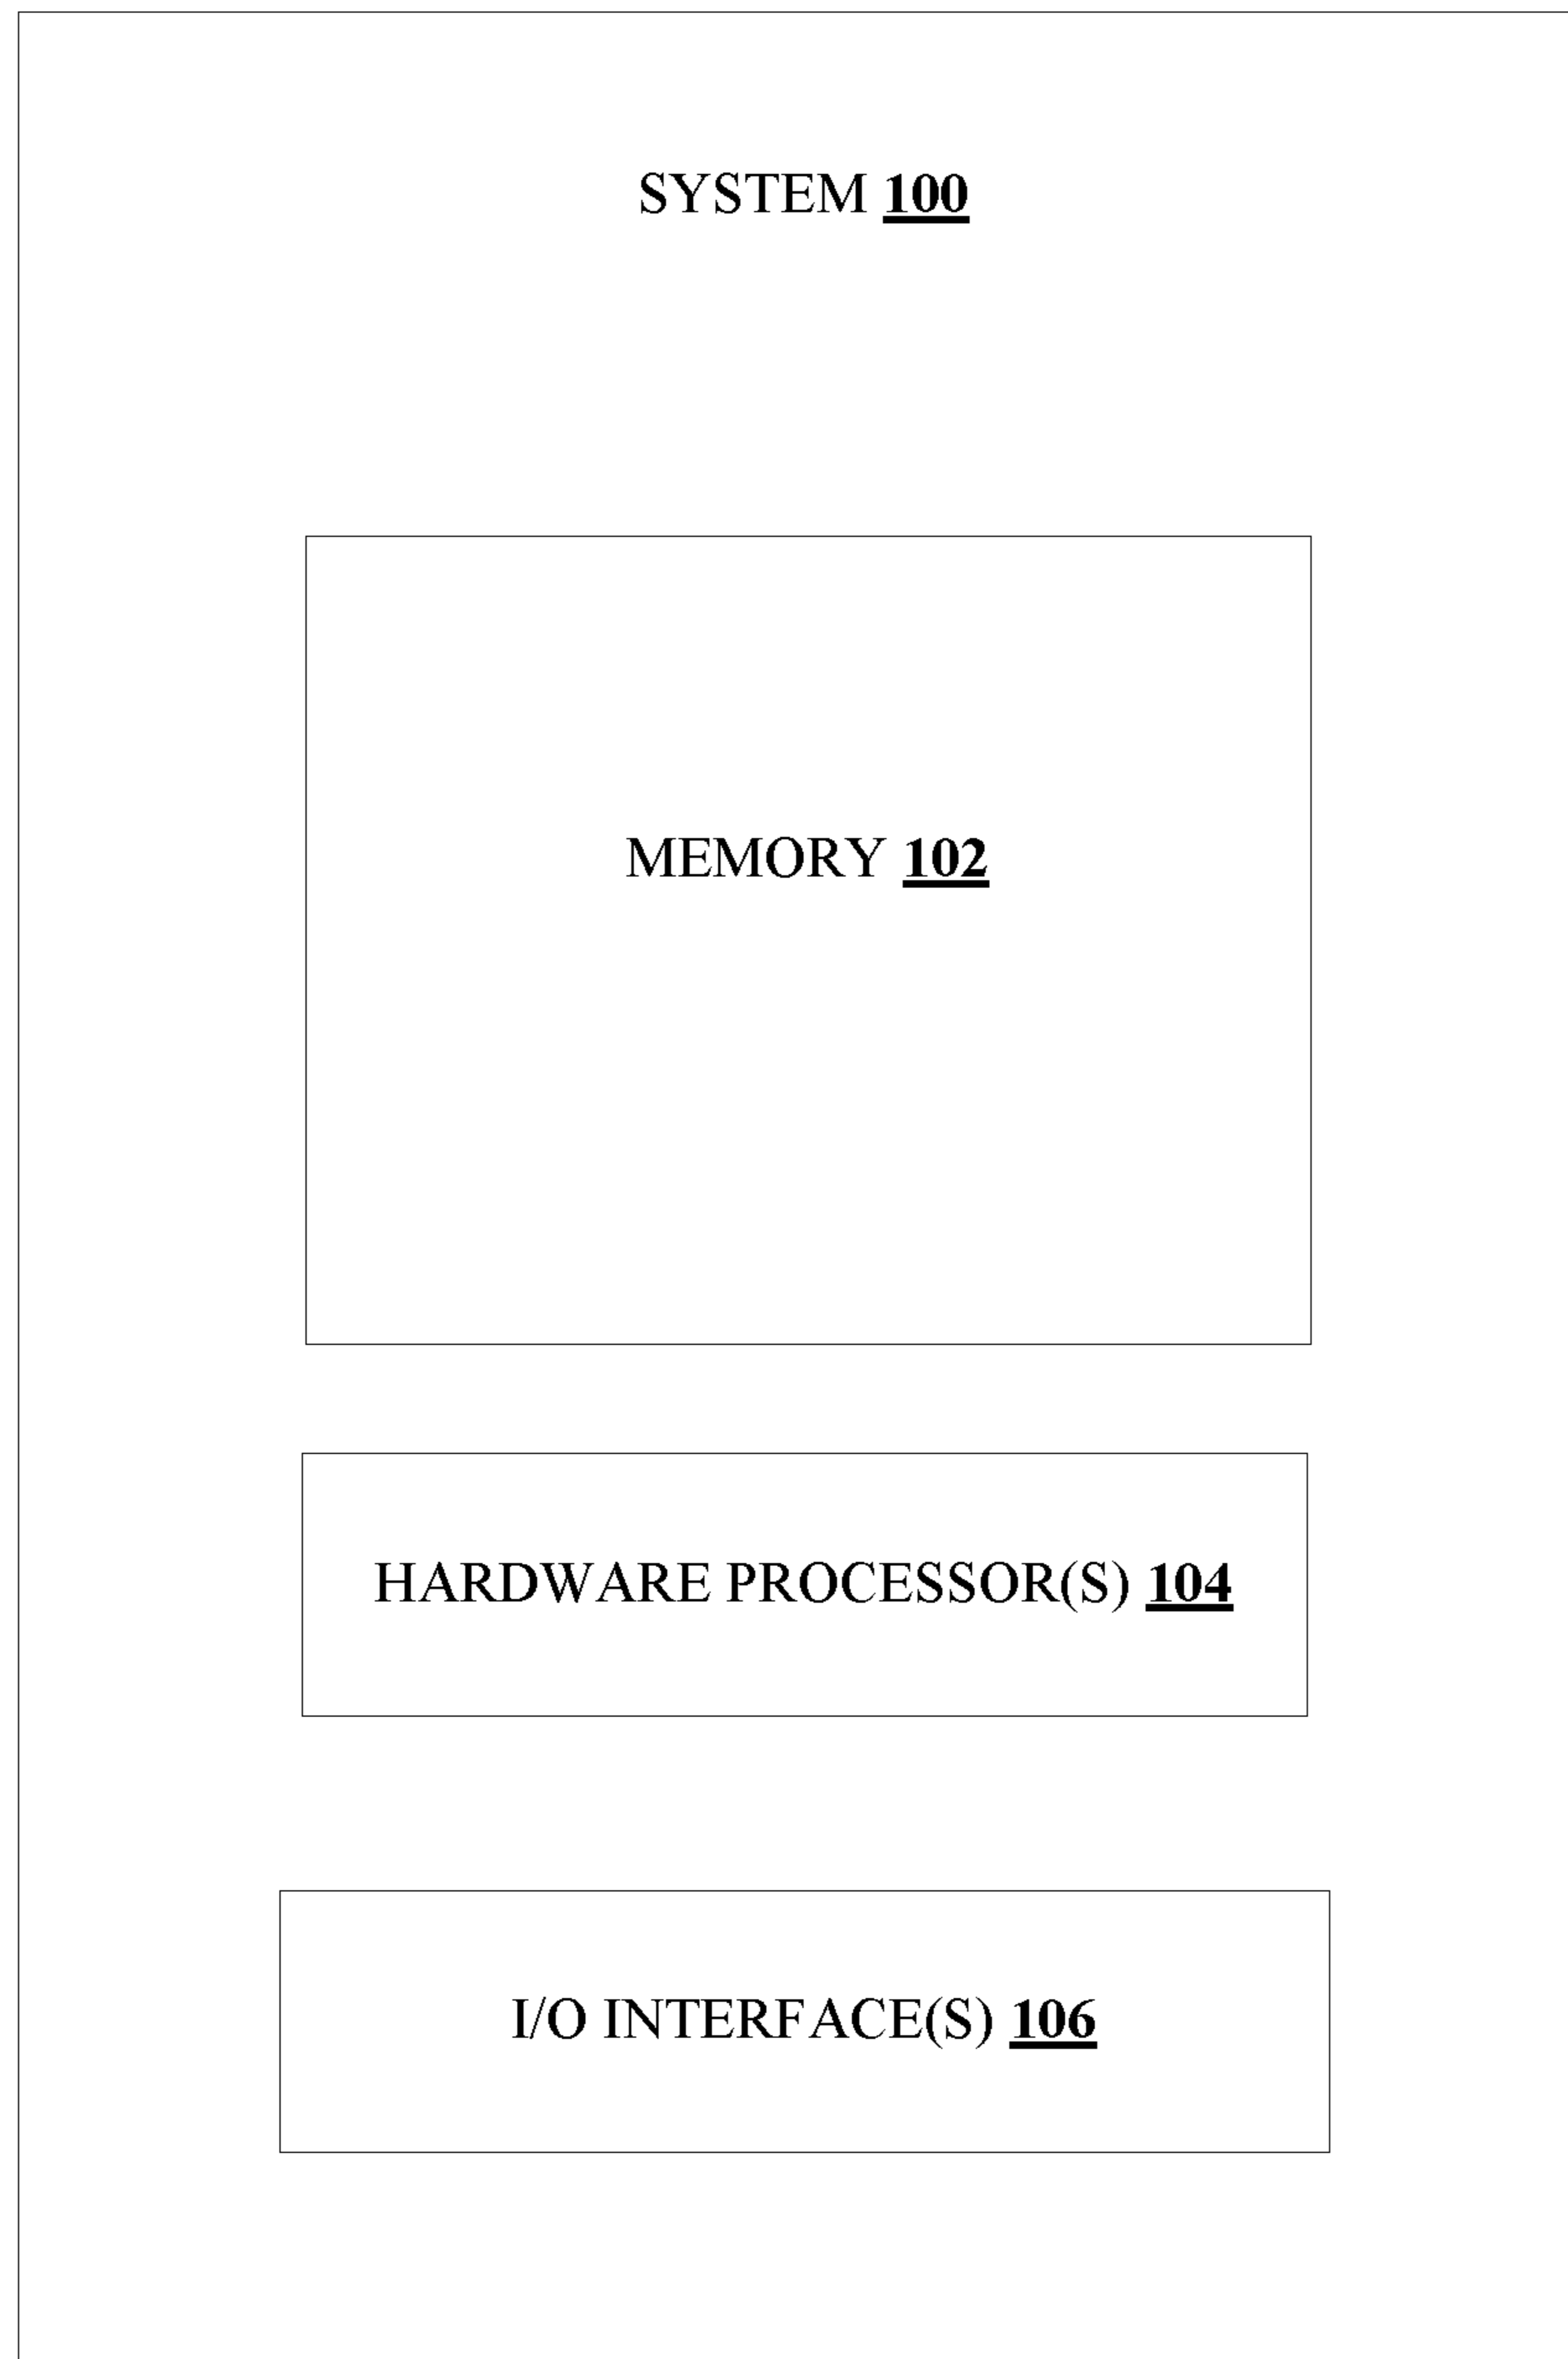 SYSTEM 100
MEMORY 102
HARDWARE PROCESSOR(S) 104
I/O INTERFACE(S) 106